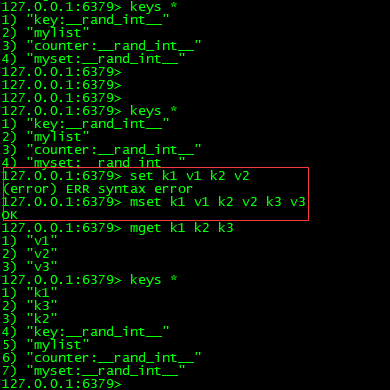 127.0.0.1:6379> keys *
1) "key:__rand_int__"
2) "mylist"
3) "counter:__rand_int__"
4) "myset:__rand_int__"
127.0.0.1:6379>
127.0.0.1:6379>
127.0.0.1:6379>
127.0.0.1:6379> keys *
1) "key:__rand_int__"
2) "mylist"
3) "counter:__rand_int__"
4) "myset:__rand_int__"
127.0.0.1:6379> set k1 v1 k2 v2
(error) ERR syntax error
127.0.0.1:6379> mset k1 v1 k2 v2 k3 v3
OK
127.0.0.1:6379> mget k1 k2 k3
1) "v1"
2) "v2"
3) "v3"
127.0.0.1:6379> keys *
1) "k1"
2) "k3"
3) "k2"
4) "key:__rand_int__"
5) "mylist"
6) "counter:__rand_int__"
7) "myset:__rand_int__"
127.0.0.1:6379>